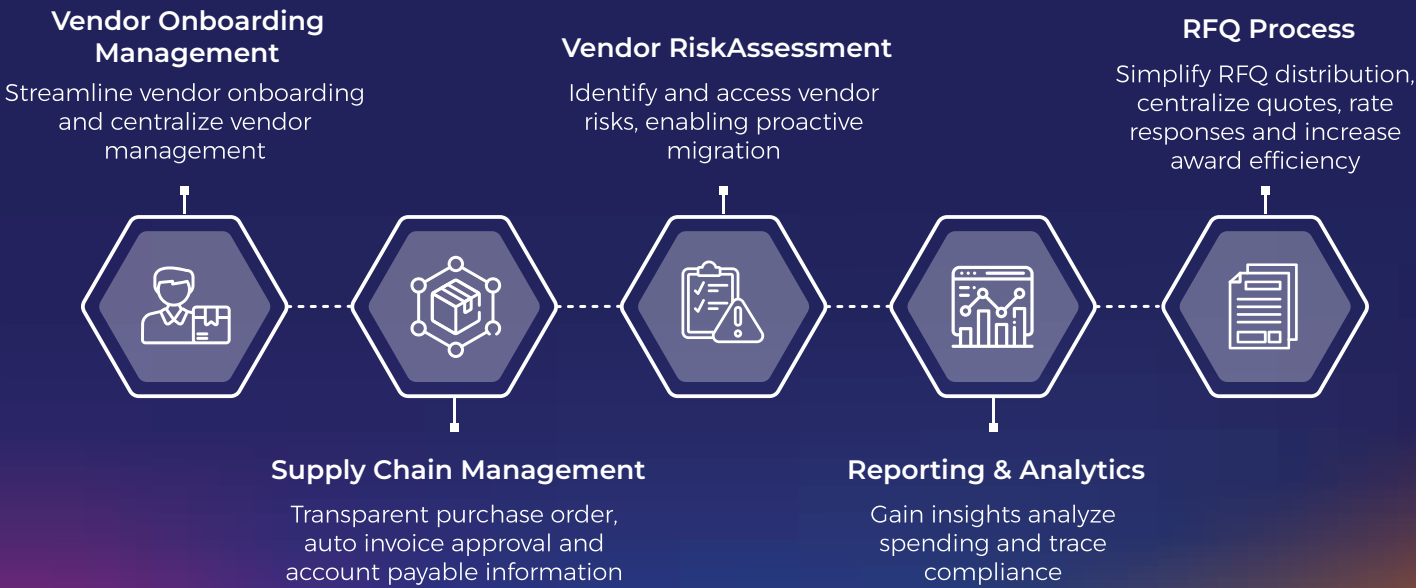 Vendor Onboarding
Management
Streamline vendor onboarding
and centralize vendor
management
Supply Chain Management
Transparent purchase order,
auto invoice approval and
account payable information
Vendor RiskAssessment
Identify and access vendor
risks, enabling proactive
migration
Reporting & Analytics
Gain insights analyze
spending and trace
compliance
RFQ Process
Simplify RFQ distribution,
centralize quotes, rate
responses and increase
award efficiency